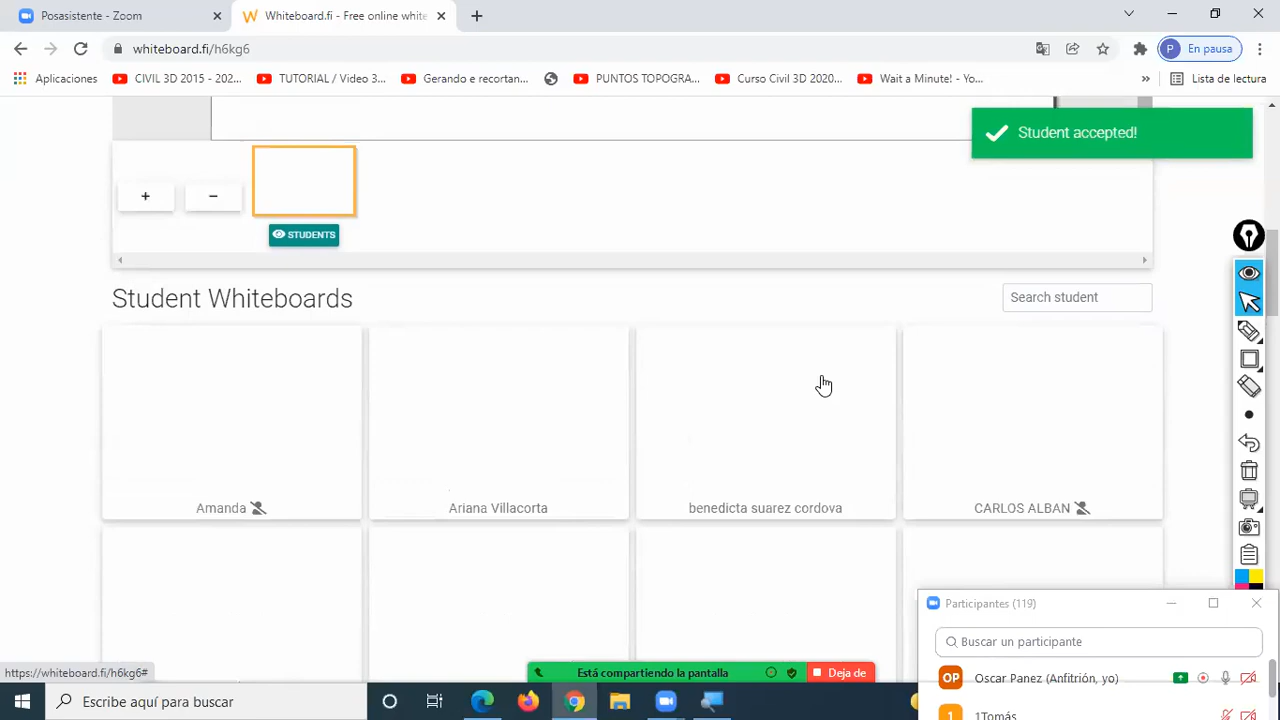 Posasistente - Zoom
Whiteboard.fi - Free online white
whiteboard.fi/h6kg6
P En pausa
Aplicaciones
CIVIL 3D 2015 - 202...
TUTORIAL / Video 3...
Gerando e recortan...
PUNTOS TOPOGRA...
Curso Civil 3D 2020...
Wait a Minute! - Yo...
»
Lista de lectura
Student accepted!
+ −
STUDENTS
Student Whiteboards
Search student
Amanda
Ariana Villacorta
benedicta suarez cordova
CARLOS ALBAN
Participantes (119)
Buscar un participante
OP Oscar Panez (Anfitrión, yo)
1 1Tomás
https://whiteboard.fi/h6kg6#
Está compartiendo la pantalla
Deja de
Escribe aquí para buscar